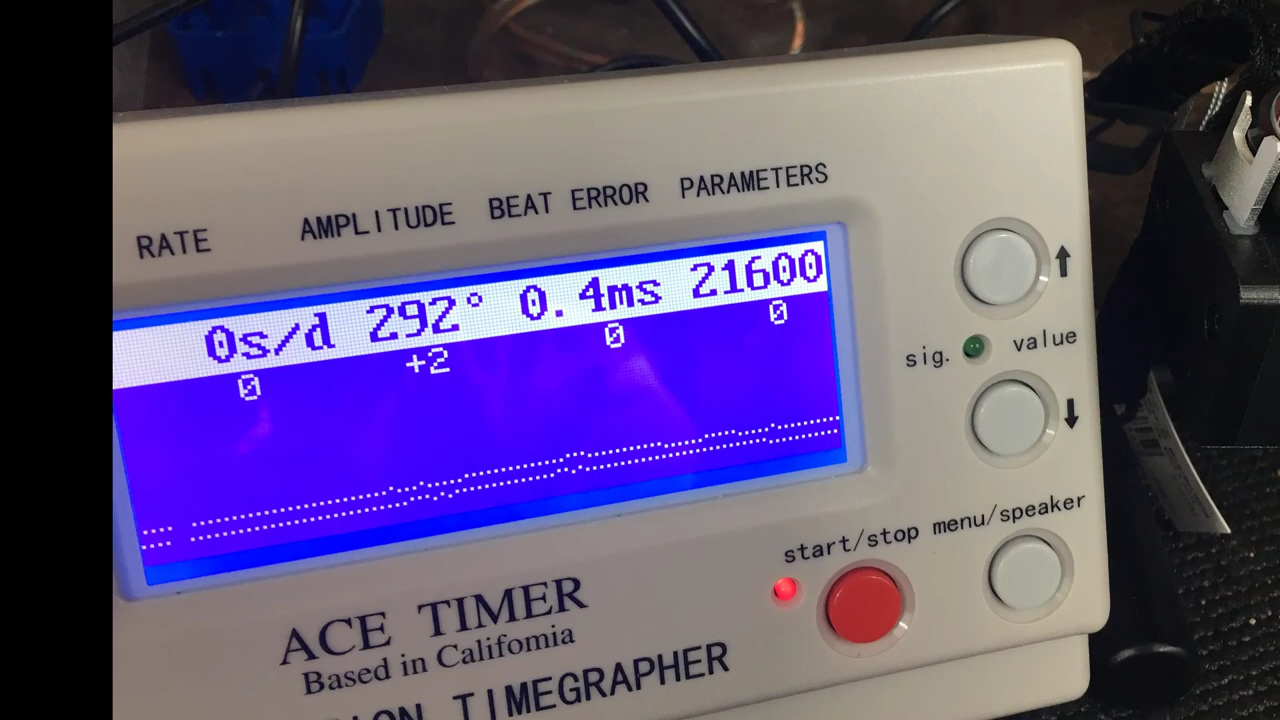 RATE AMPLITUDE BEAT ERROR PARAMETERS
0s/d 292° 0.4ms 21600
0 +2 0 0
sig. value
start/stop menu/speaker
ACE TIMER
Based in Califomia
TIMEGRAPHER